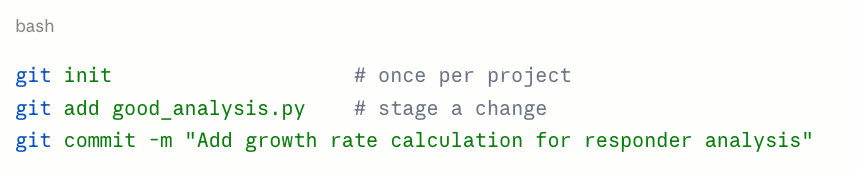 bash
git init                    # once per project
git add good_analysis.py    # stage a change
git commit -m "Add growth rate calculation for responder analysis"